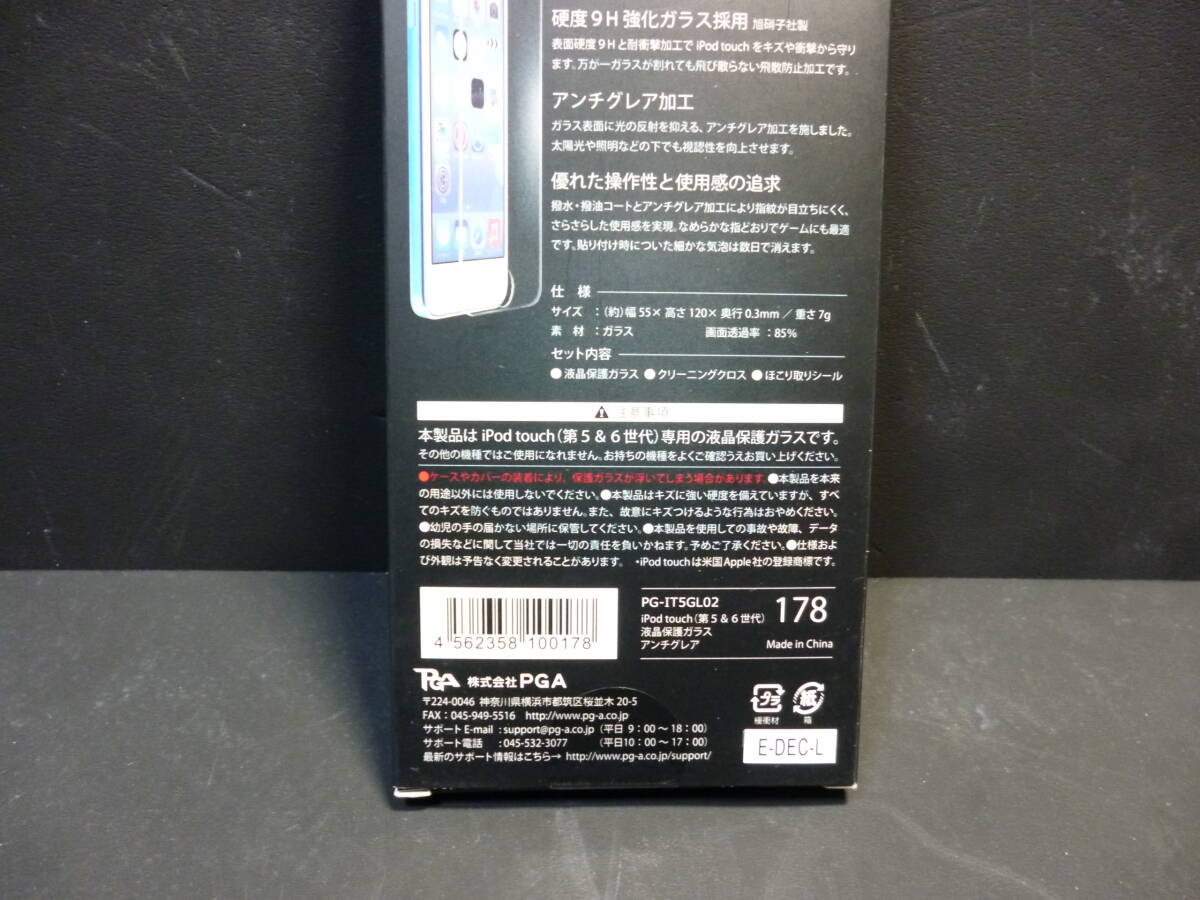 硬度9H 強化ガラス採用 旭硝子社製
表面硬度9Hと耐衝撃加工で iPod touch をキズや衝撃から守り
ます。万が一ガラスが割れても飛び散らない飛散防止加工です。
アンチグレア加工
ガラス表面に光の反射を抑える、アンチグレア加工を施しました。
太陽光や照明などの下でも視認性を向上させます。
優れた操作性と使用感の追求
撥水・撥油コートとアンチグレア加工により指紋が目立ちにくく、
さらさらした使用感を実現。なめらかな指どおりでゲームにも最適
です。貼り付け時についた細かな気泡は数日で消えます。
仕 様
サイズ :(約)幅 55× 高さ 120× 奥行 0.3mm / 重さ 7g
素 材 :ガラス 画面透過率 :85%
セット内容
●液晶保護ガラス ●クリーニングクロス ●ほこり取りシール
注意事項
本製品は iPod touch(第5&6世代)専用の液晶保護ガラスです。
その他の機種ではご使用になれません。お持ちの機種をよくご確認うえお買い上げください。
●ケースやカバーの装着により、保護ガラスが浮いてしまう場合があります。●本製品を本来
の用途以外には使用しないでください。●本製品はキズに強い硬度を備えていますが、すべ
てのキズを防ぐものではありません。また、故意にキズつけるような行為はおやめください。
●幼児の手の届かない場所に保管してください。●本製品を使用しての事故や故障、データ
の損失などに関して当社では一切の責任を負いかねます。予めご了承ください。●仕様およ
び外観は予告なく変更されることがあります。 ・iPod touchは米国Apple社の登録商標です。
4 562358 100178
PG-IT5GL02
iPod touch(第5&6世代)
液晶保護ガラス
アンチグレア
178
Made in China
PGA 株式会社PGA
〒224-0046 神奈川県横浜市都筑区桜並木 20-5
FAX:045-949-5516 http://www.pg-a.co.jp
サポート E-mail :support@pg-a.co.jp(平日 9:00~18:00)
サポート電話 :045-532-3077 (平日10:00~17:00)
最新のサポート情報はこちら→ http://www.pg-a.co.jp/support/
プラ
緩衝材
紙
箱
E-DEC-L